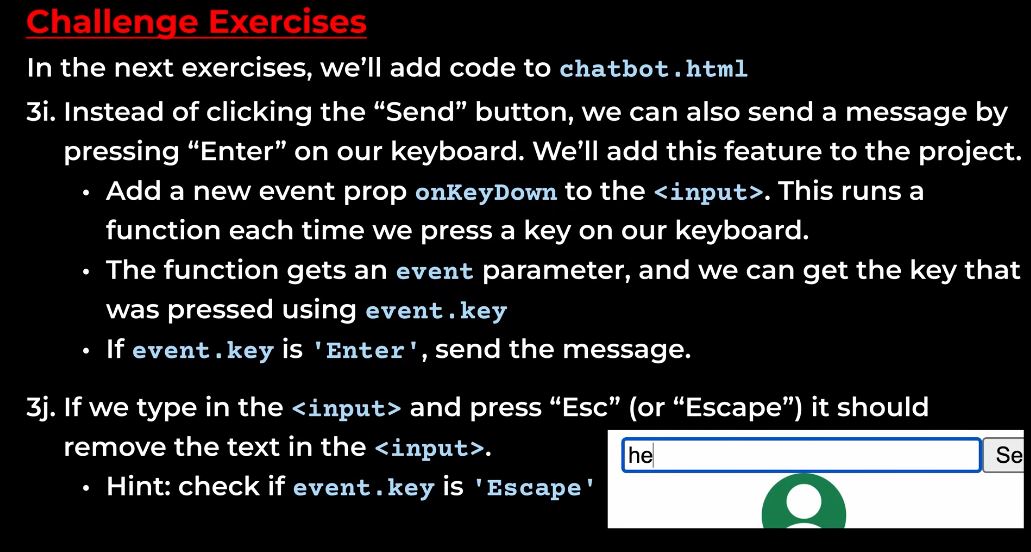 Challenge Exercises
In the next exercises, we’ll add code to chatbot.html
3i. Instead of clicking the “Send” button, we can also send a message by
pressing “Enter” on our keyboard. We’ll add this feature to the project.
• Add a new event prop onKeyDown to the <input>. This runs a
function each time we press a key on our keyboard.
• The function gets an event parameter, and we can get the key that
was pressed using event.key
• If event.key is 'Enter', send the message.
3j. If we type in the <input> and press “Esc” (or “Escape”) it should
remove the text in the <input>.
• Hint: check if event.key is 'Escape'
he
Se